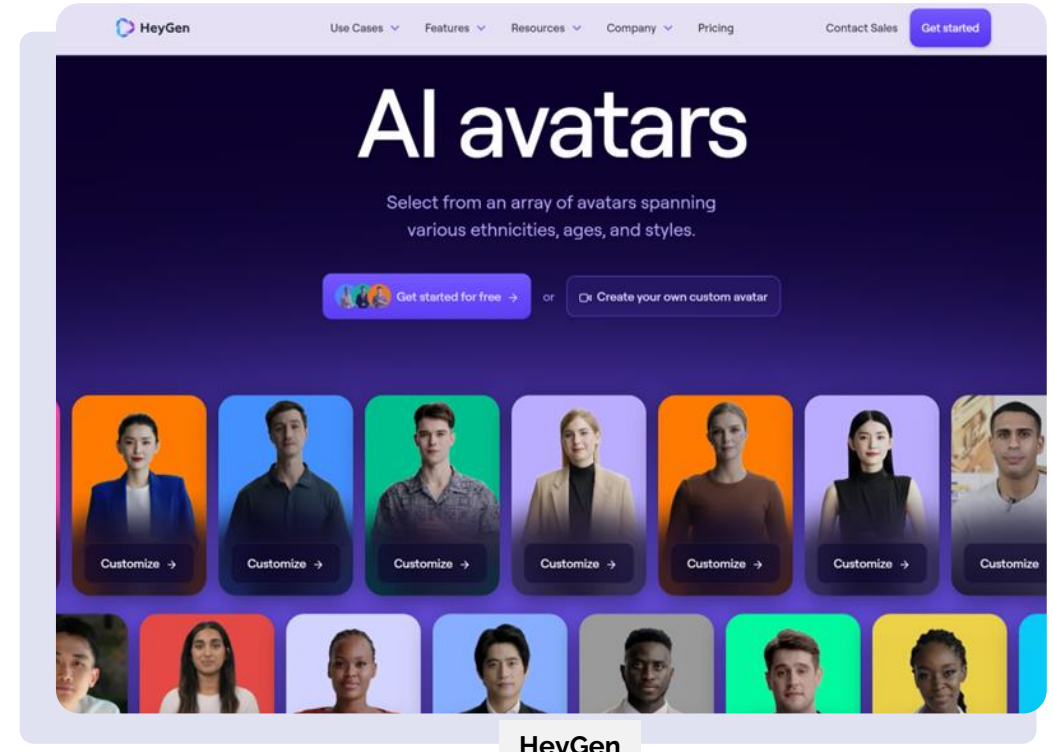 HeyGen
Use Cases Features Resources Company Pricing Contact Sales Get started
AI avatars
Select from an array of avatars spanning
various ethnicities, ages, and styles.
Get started for free → or Create your own custom avatar
Customize → Customize → Customize → Customize → Customize → Customize → Customize
HeyGen